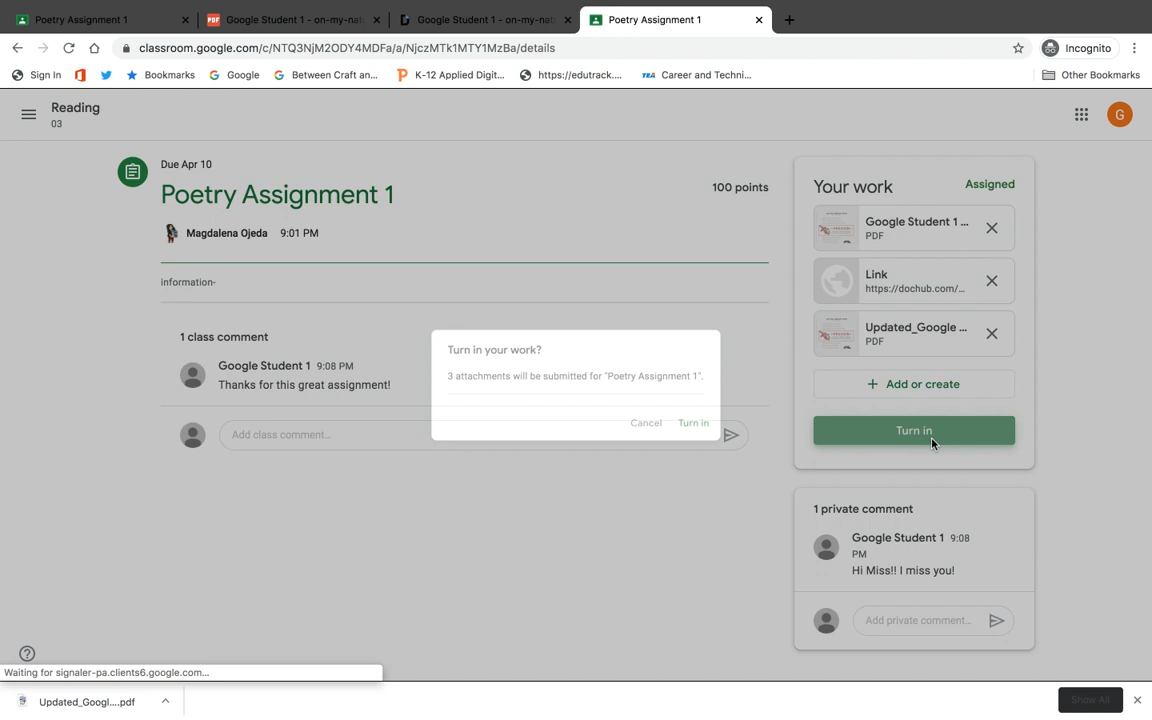 Poetry Assignment 1
Google Student 1 - on-my-nat
Google Student 1 - on-my-nat
Poetry Assignment 1
classroom.google.com/c/NTQ3NjM2ODY4MDFa/a/NjczMTk1MTY1MzBa/details
Incognito
Sign In
Bookmarks
Google
Between Craft an...
K-12 Applied Digit...
https://edutrack....
TEA
Career and Techni...
Other Bookmarks
Reading
03
G
Due Apr 10
Poetry Assignment 1
100 points
Magdalena Ojeda 9:01 PM
information-
1 class comment
Google Student 1 9:08 PM
Thanks for this great assignment!
Add class comment...
Turn in your work?
3 attachments will be submitted for "Poetry Assignment 1".
Cancel
Turn in
Your work
Assigned
Google Student 1 ...
PDF
Link
https://dochub.com/...
Updated_Google ...
PDF
+ Add or create
Turn in
1 private comment
Google Student 1 9:08
PM
Hi Miss!! I miss you!
Add private comment...
Waiting for signaler-pa.clients6.google.com...
Updated_Googl....pdf
Show All